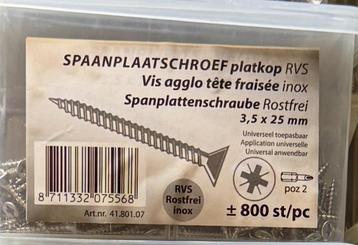 SPAANPLAATSCHROEF platkop RVS
Vis agglo tête fraisée inox
Spanplattenschraube Rostfrei
3,5 x 25 mm
Universeel toepasbaar
Application universelle
Universal anwendbar
8 711332 075568
Art.nr. 41.801.07
RVS
Rostfrei
inox
poz 2
± 800 st/pc